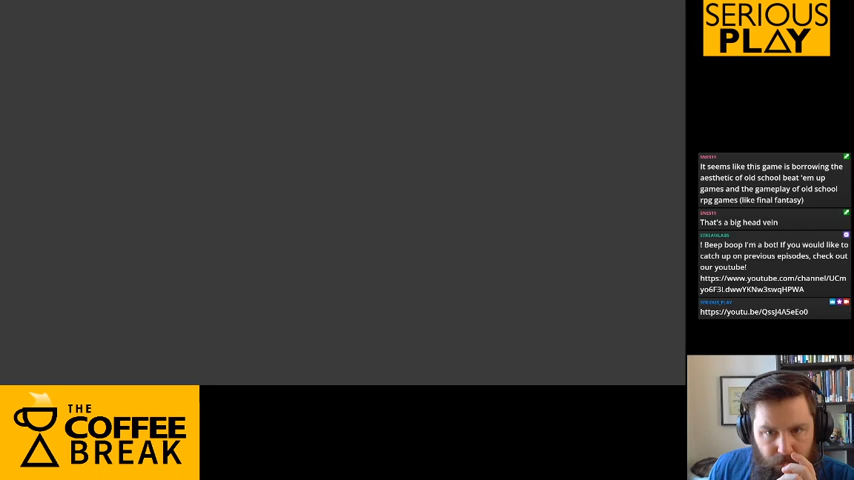 SERIOUS
PLAY
It seems like this game is borrowing the
aesthetic of old school beat 'em up
games and the gameplay of old school
rpg games (like final fantasy)
That's a big head vein
! Beep boop I'm a bot! If you would like to
catch up on previous episodes, check out
our youtube!
https://www.youtube.com/channel/UCm
yo6F3LdwwYKNw3swqHPWA
SERIOUS_PLAY
https://youtu.be/QssJ4A5eEo0
THE
COFFEE
BREAK